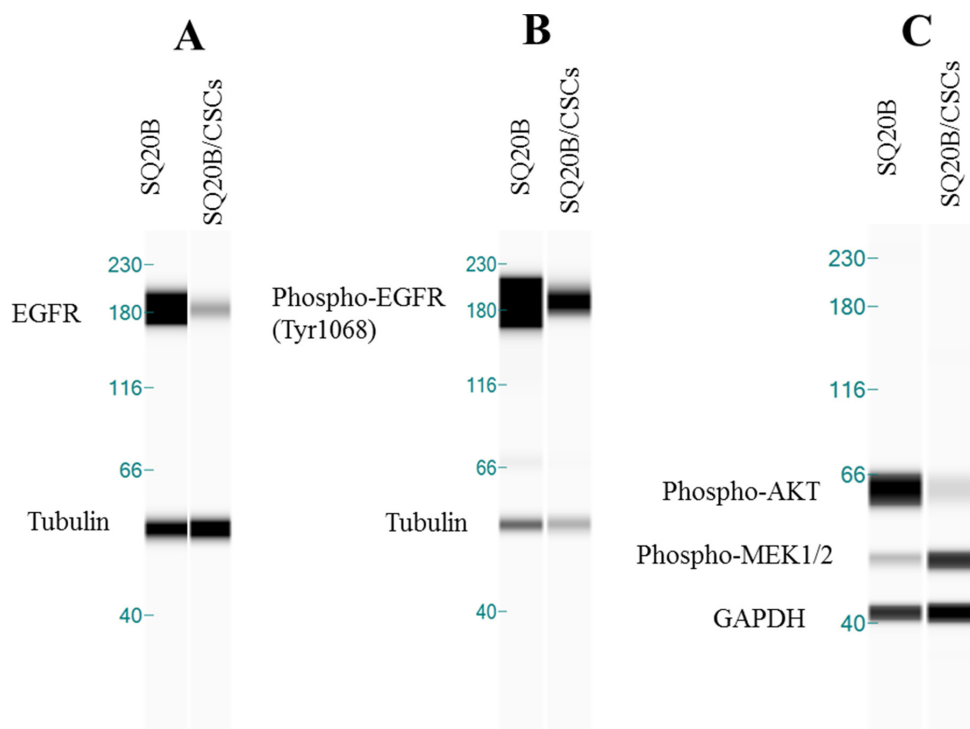 A
SQ20B
SQ20B/CSCs
230
EGFR
180
116
66
Tubulin
40
B
SQ20B
SQ20B/CSCs
230
Phospho-EGFR
(Tyr1068)
180
116
66
Tubulin
40
C
SQ20B
SQ20B/CSCs
230
180
116
66
Phospho-AKT
Phospho-MEK1/2
GAPDH
40